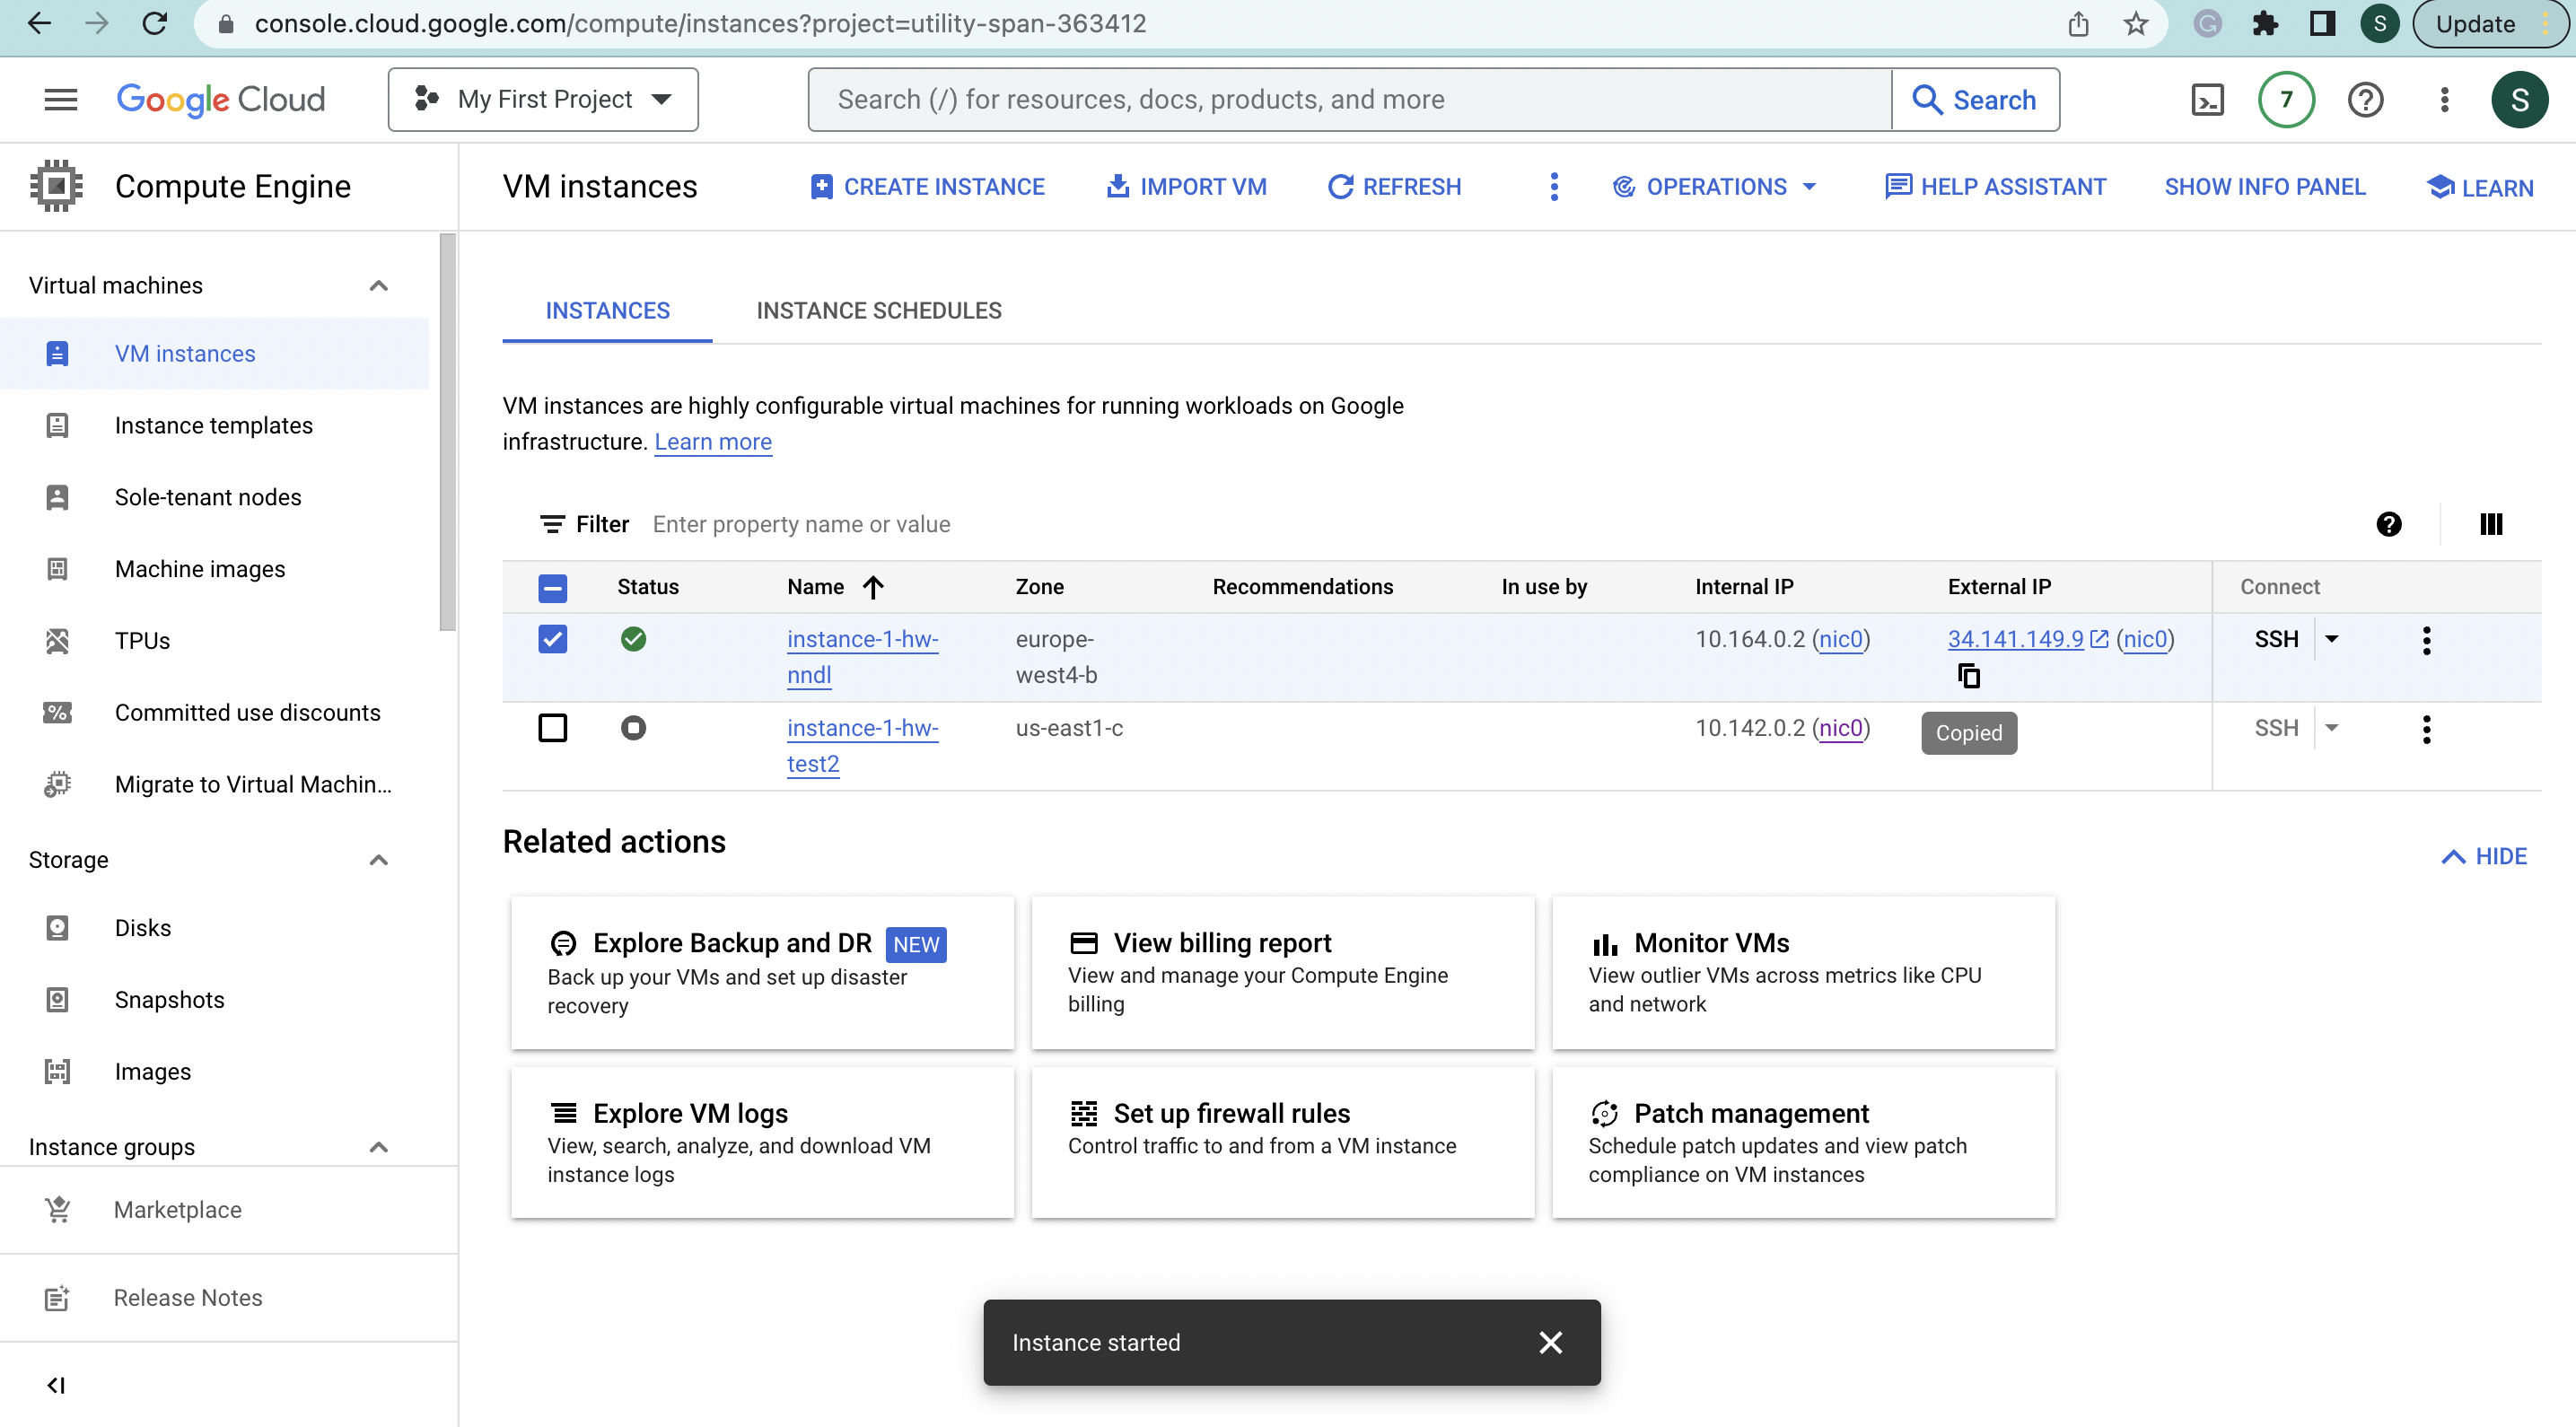 console.cloud.google.com/compute/instances?project=utility-span-363412
S
Update
Google Cloud
My First Project
Search (/) for resources, docs, products, and more
Search
7
S
Compute Engine
VM instances
CREATE INSTANCE
IMPORT VM
REFRESH
OPERATIONS
HELP ASSISTANT
SHOW INFO PANEL
LEARN
Virtual machines
VM instances
Instance templates
Sole-tenant nodes
Machine images
TPUs
Committed use discounts
Migrate to Virtual Machin...
Storage
Disks
Snapshots
Images
Instance groups
Marketplace
Release Notes
INSTANCES
INSTANCE SCHEDULES
VM instances are highly configurable virtual machines for running workloads on Google
infrastructure. Learn more
Filter Enter property name or value
Status Name Zone Recommendations In use by Internal IP External IP Connect
instance-1-hw- europe- 10.164.0.2 (nic0) 34.141.149.9 (nic0) SSH
nndl west4-b
instance-1-hw- us-east1-c 10.142.0.2 (nic0) Copied SSH
test2
Related actions
HIDE
Explore Backup and DR NEW
Back up your VMs and set up disaster
recovery
View billing report
View and manage your Compute Engine
billing
Monitor VMs
View outlier VMs across metrics like CPU
and network
Explore VM logs
View, search, analyze, and download VM
instance logs
Set up firewall rules
Control traffic to and from a VM instance
Patch management
Schedule patch updates and view patch
compliance on VM instances
Instance started